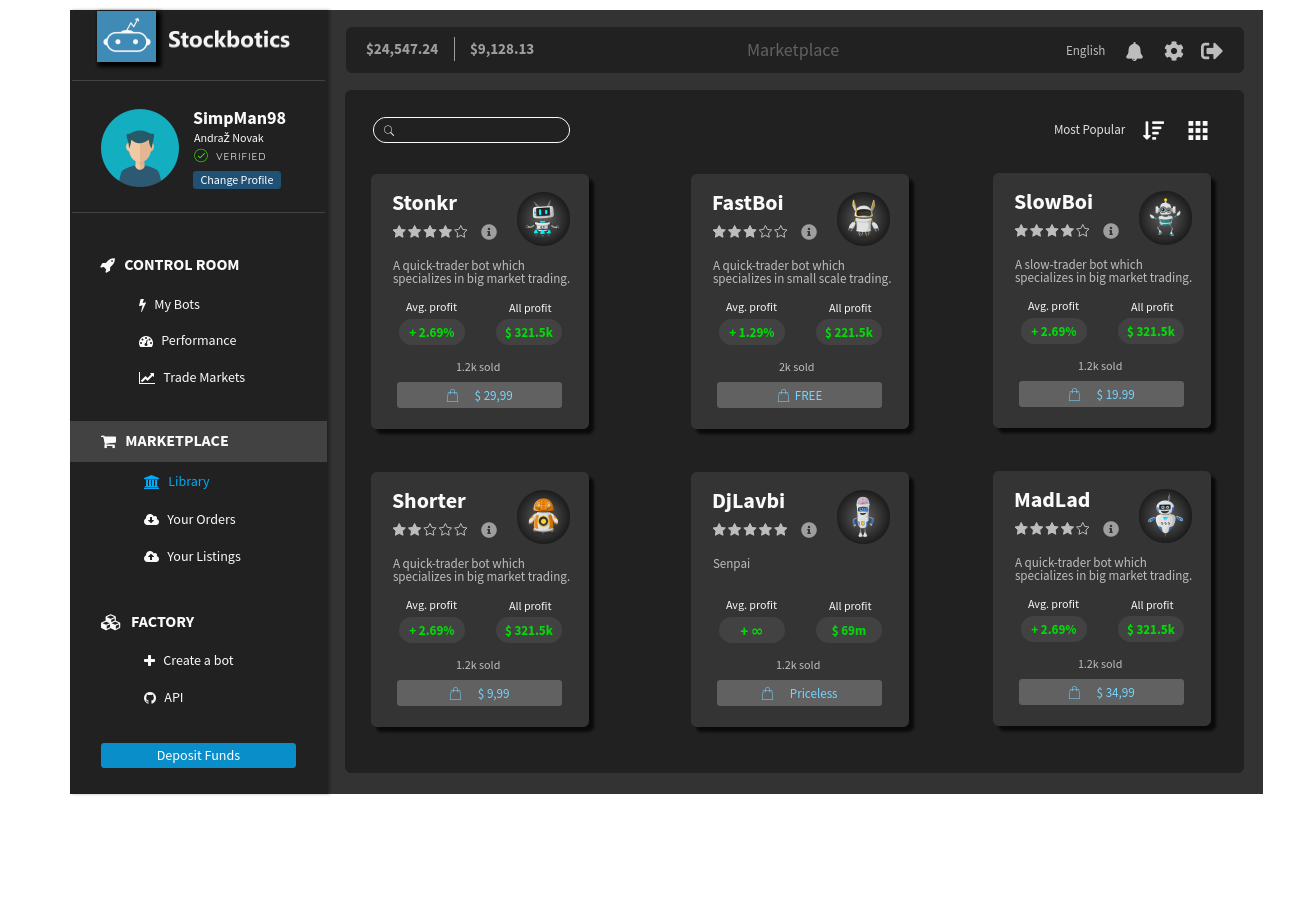 Stockbotics
SimpMan98
Andraž Novak
VERIFIED
Change Profile
CONTROL ROOM
My Bots
Performance
Trade Markets
MARKETPLACE
Library
Your Orders
Your Listings
FACTORY
Create a bot
API
Deposit Funds
$24,547.24 $9,128.13 Marketplace English
Most Popular
Stonkr
A quick-trader bot which
specializes in big market trading.
Avg. profit All profit
+ 2.69% $ 321.5k
1.2k sold
$ 29,99
FastBoi
A quick-trader bot which
specializes in small scale trading.
Avg. profit All profit
+ 1.29% $ 221.5k
2k sold
FREE
SlowBoi
A slow-trader bot which
specializes in big market trading.
Avg. profit All profit
+ 2.69% $ 321.5k
1.2k sold
$ 19.99
Shorter
A quick-trader bot which
specializes in big market trading.
Avg. profit All profit
+ 2.69% $ 321.5k
1.2k sold
$ 9,99
DjLavbi
Senpai
Avg. profit All profit
+ ∞ $ 69m
1.2k sold
Priceless
MadLad
A quick-trader bot which
specializes in big market trading.
Avg. profit All profit
+ 2.69% $ 321.5k
1.2k sold
$ 34,99